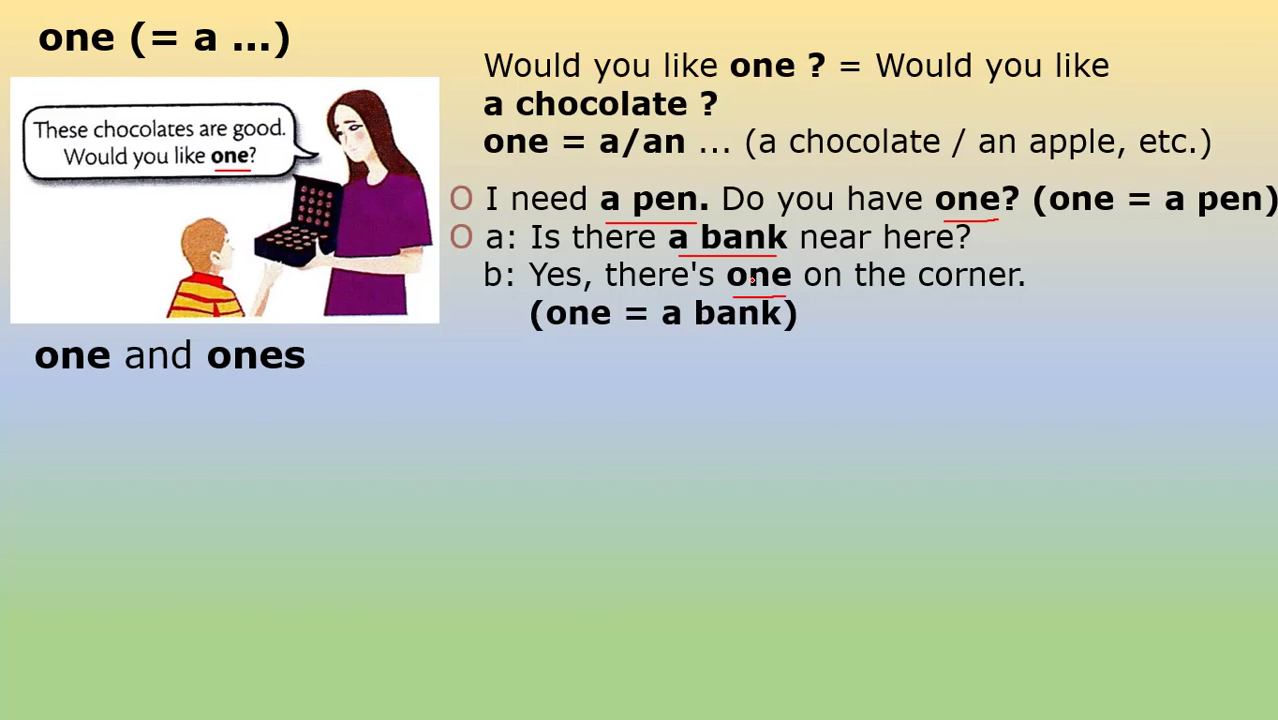 one (= a ...)
These chocolates are good.
Would you like one?
Would you like one ? = Would you like
a chocolate ?
one = a/an ... (a chocolate / an apple, etc.)
O I need a pen. Do you have one? (one = a pen)
O a: Is there a bank near here?
b: Yes, there's one on the corner.
(one = a bank)
one and ones